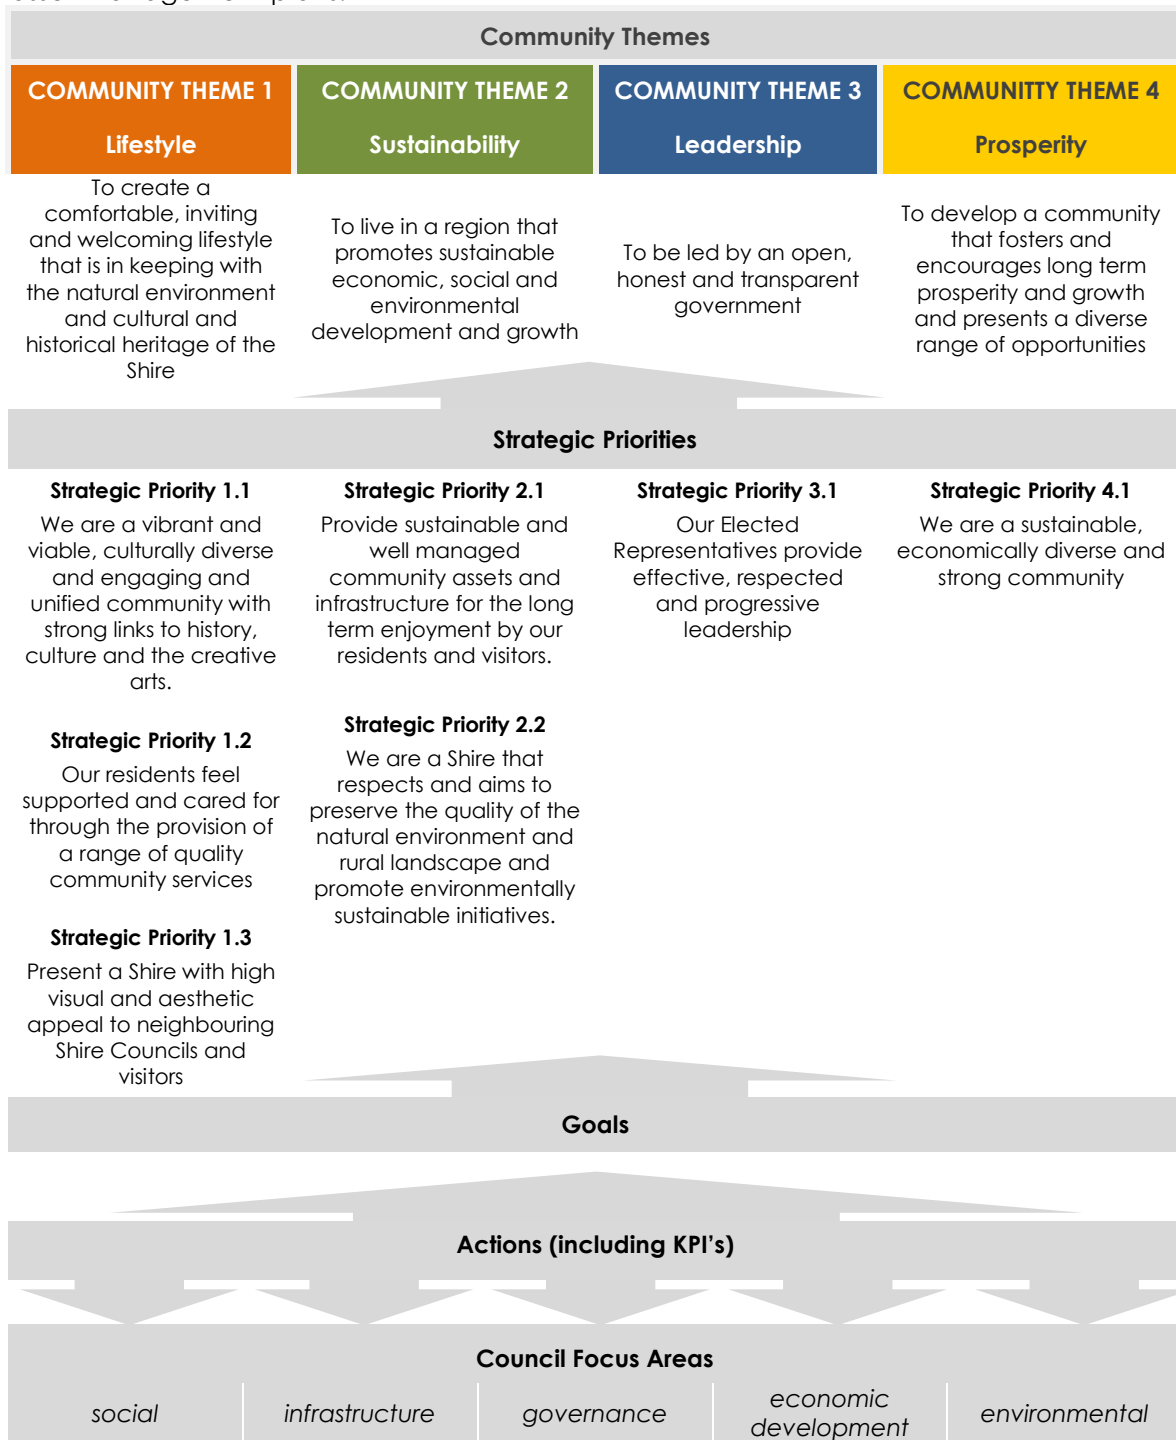 Community Themes
COMMUNITY THEME 1
Lifestyle
COMMUNITY THEME 2
Sustainability
COMMUNITY THEME 3
Leadership
COMMUNITTY THEME 4
Prosperity
To create a
comfortable, inviting
and welcoming lifestyle
that is in keeping with
the natural environment
and cultural and
historical heritage of the
Shire
To live in a region that
promotes sustainable
economic, social and
environmental
development and growth
To be led by an open,
honest and transparent
government
To develop a community
that fosters and
encourages long term
prosperity and growth
and presents a diverse
range of opportunities
Strategic Priorities
Strategic Priority 1.1
We are a vibrant and
viable, culturally diverse
and engaging and
unified community with
strong links to history,
culture and the creative
arts.
Strategic Priority 1.2
Our residents feel
supported and cared for
through the provision of
a range of quality
community services
Strategic Priority 1.3
Present a Shire with high
visual and aesthetic
appeal to neighbouring
Shire Councils and
visitors
Strategic Priority 2.1
Provide sustainable and
well managed
community assets and
infrastructure for the long
term enjoyment by our
residents and visitors.
Strategic Priority 2.2
We are a Shire that
respects and aims to
preserve the quality of the
natural environment and
rural landscape and
promote environmentally
sustainable initiatives.
Strategic Priority 3.1
Our Elected
Representatives provide
effective, respected
and progressive
leadership
Strategic Priority 4.1
We are a sustainable,
economically diverse and
strong community
Goals
Actions (including KPI's)
Council Focus Areas
social
infrastructure
governance
economic
development
environmental